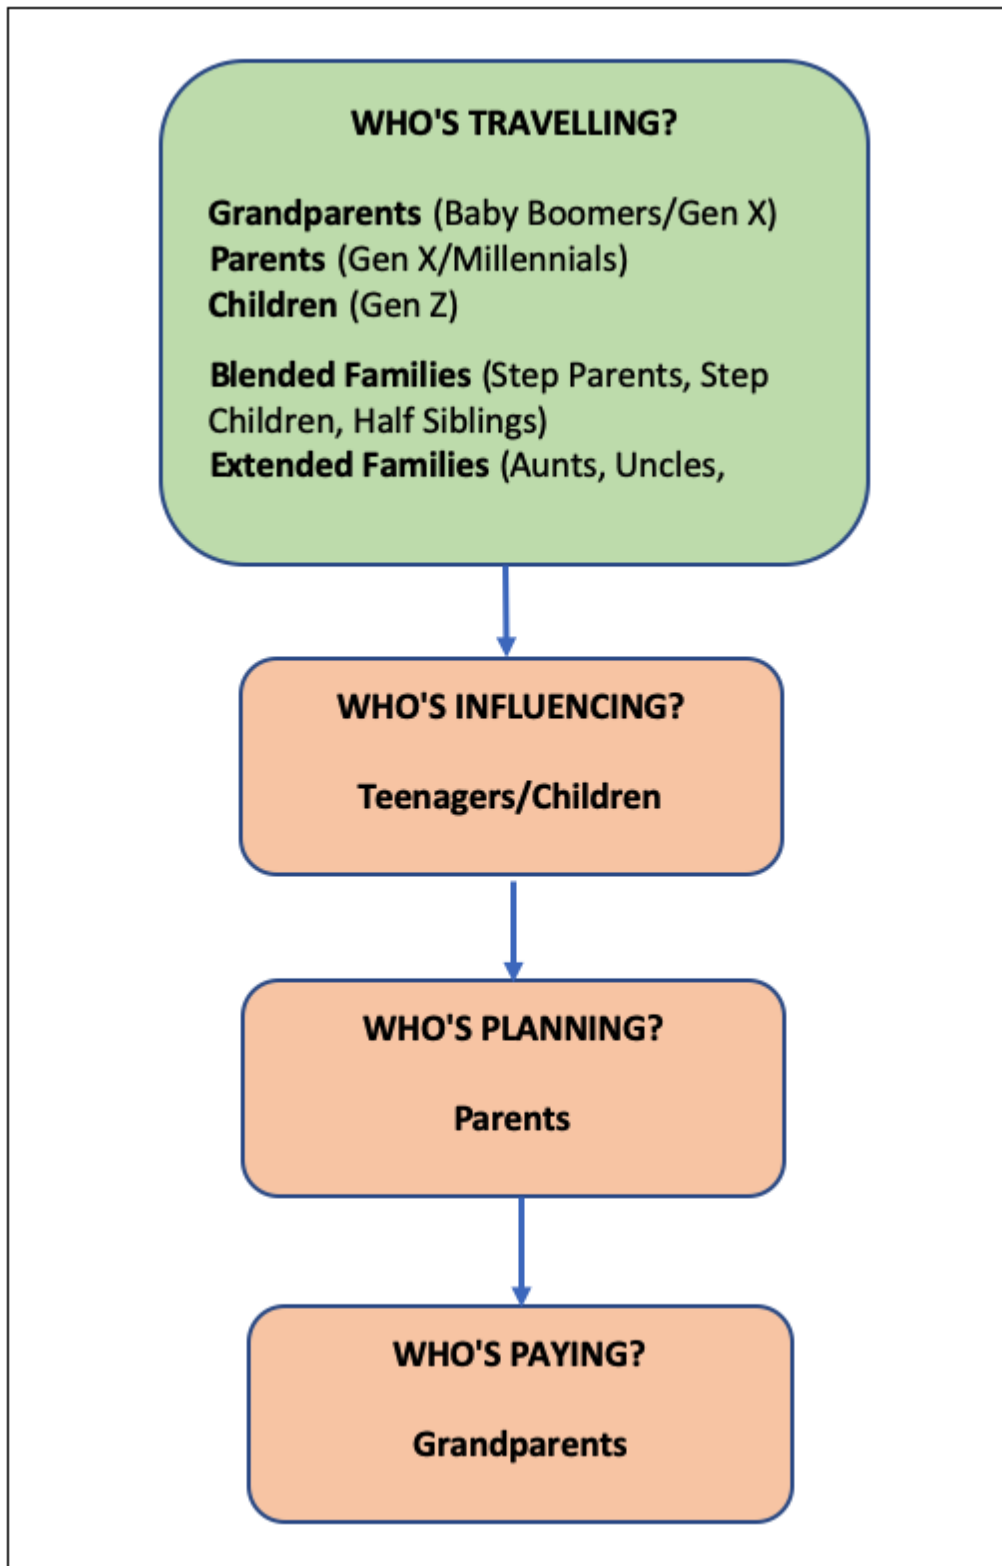 WHO'S TRAVELLING?
Grandparents (Baby Boomers/Gen X)
Parents (Gen X/Millennials)
Children (Gen Z)
Blended Families (Step Parents, Step
Children, Half Siblings)
Extended Families (Aunts, Uncles,
WHO'S INFLUENCING?
Teenagers/Children
WHO'S PLANNING?
Parents
WHO'S PAYING?
Grandparents